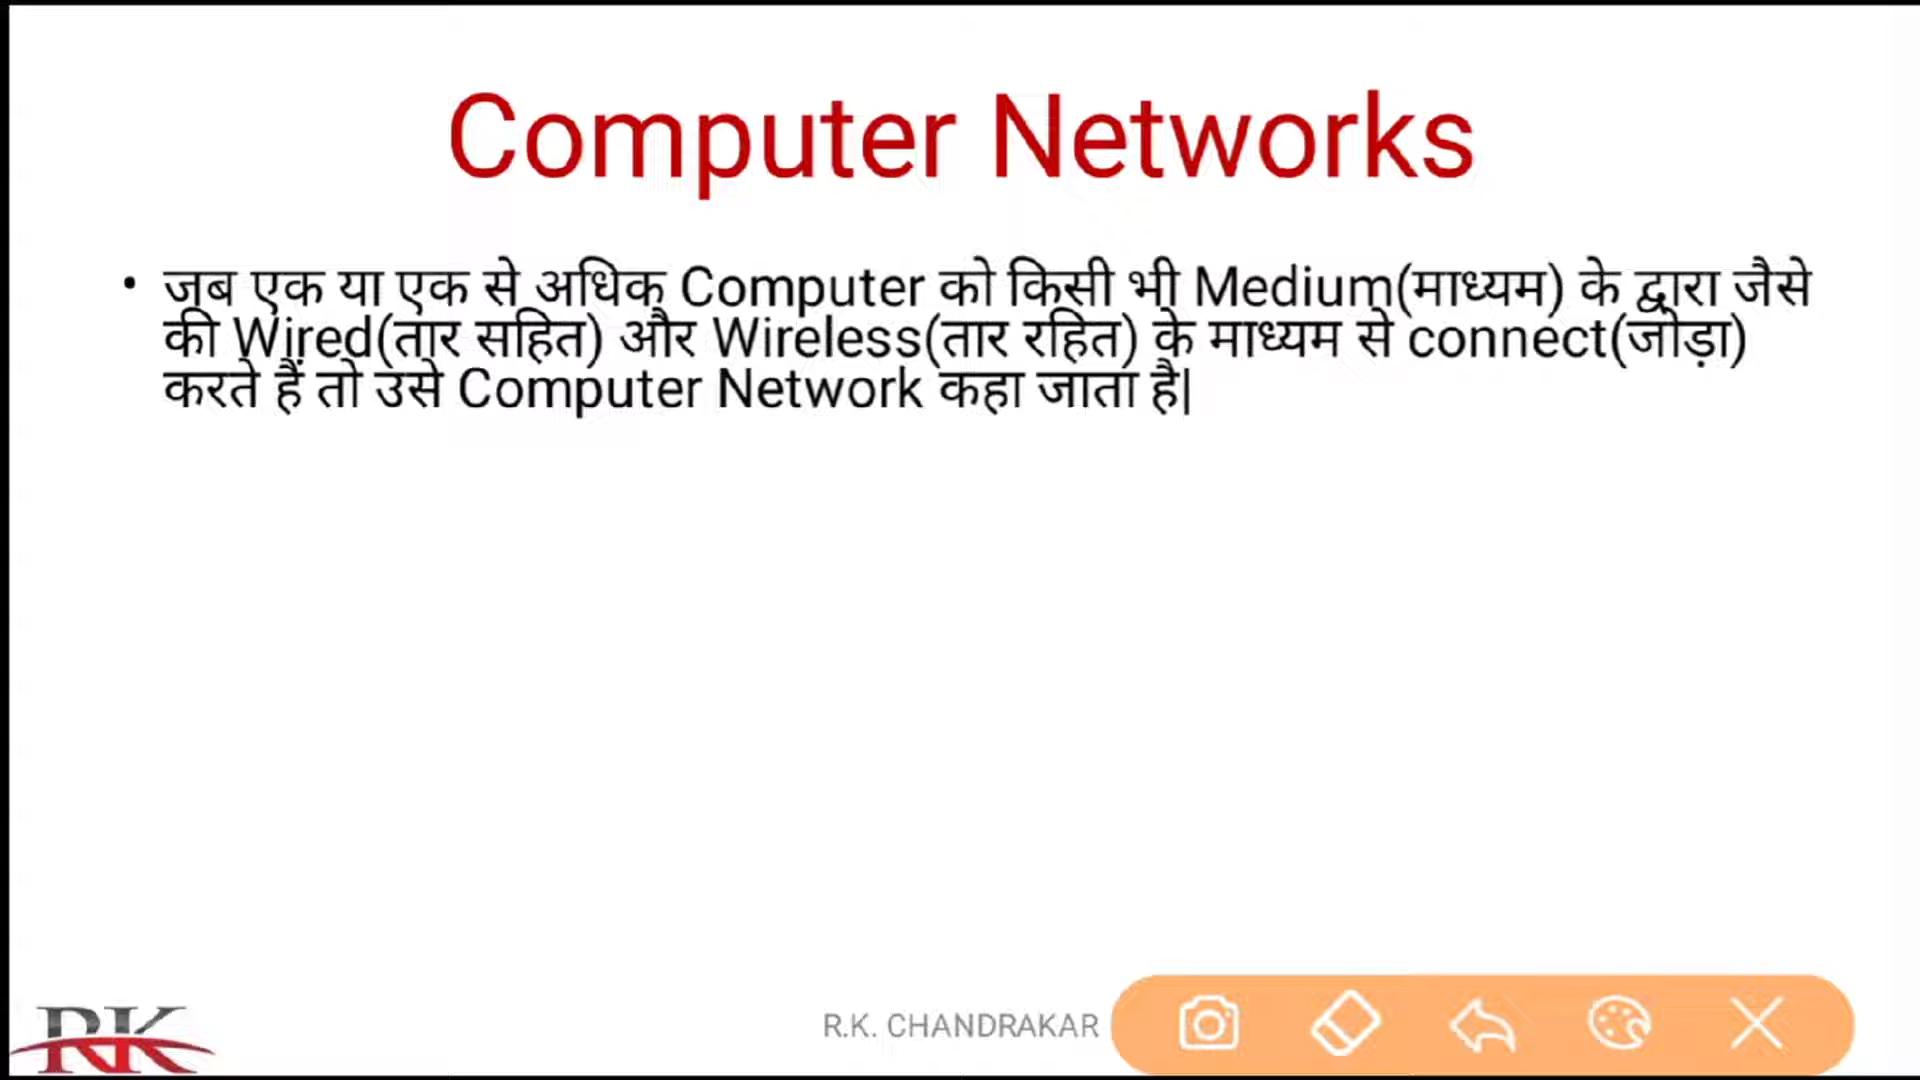 Computer Networks
• जब एक या एक से अधिक Computer को किसी भी Medium(माध्यम) के द्वारा जैसे
की Wired(तार सहित) और Wireless(तार रहित) के माध्यम से connect(जोड़ा)
करते हैं तो उसे Computer Network कहा जाता है|
RK
R.K. CHANDRAKAR